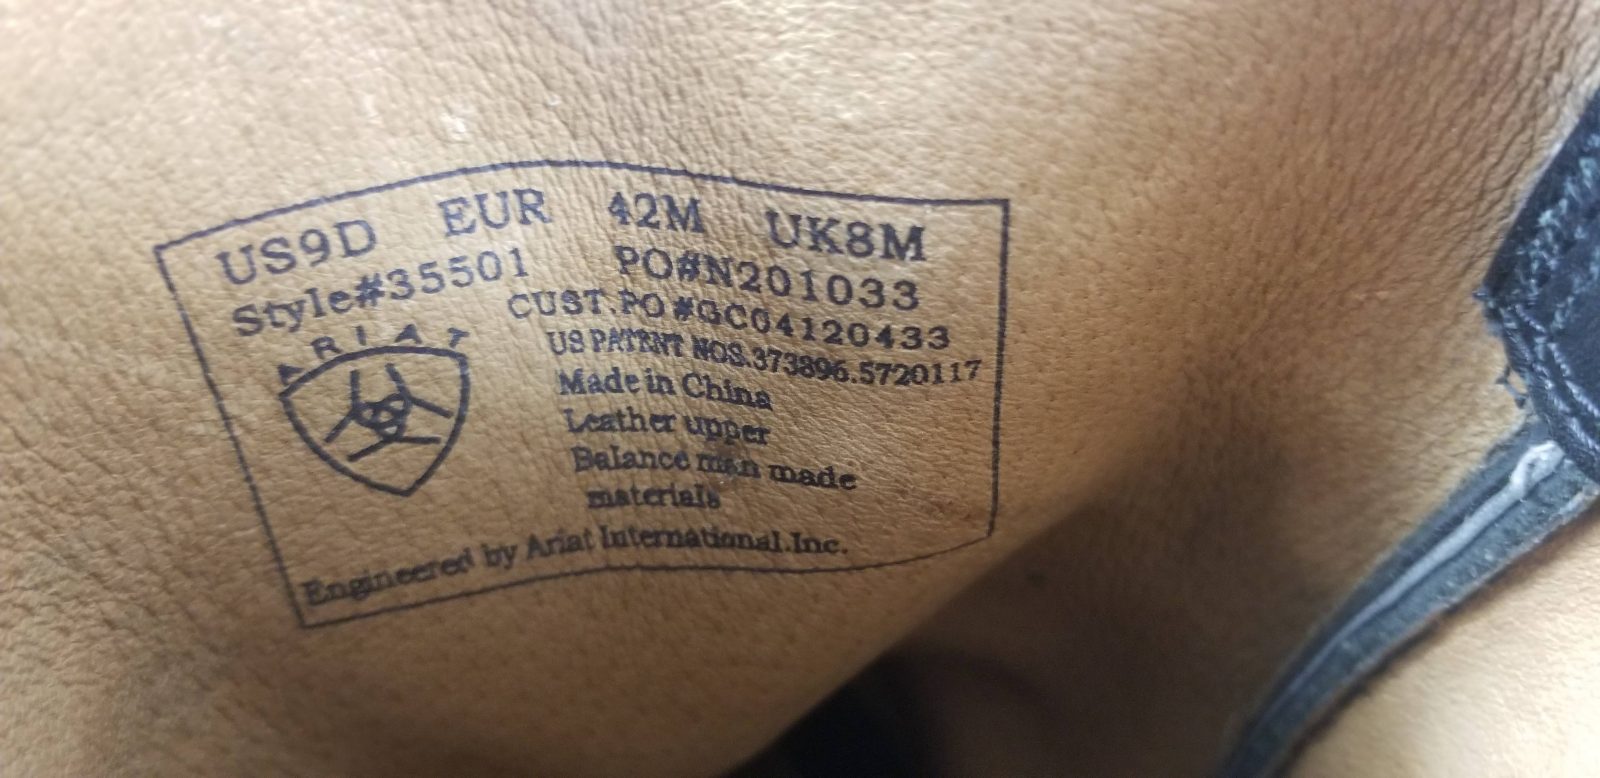 US9D EUR 42M UK8M
Style#35501 PO#N201033
CUST.PO#GC04120433
ARIAT
US PATENT NOS.373896.5720117
Made in China
Leather upper
Balance man made
materials
Engineered by Ariat International.Inc.